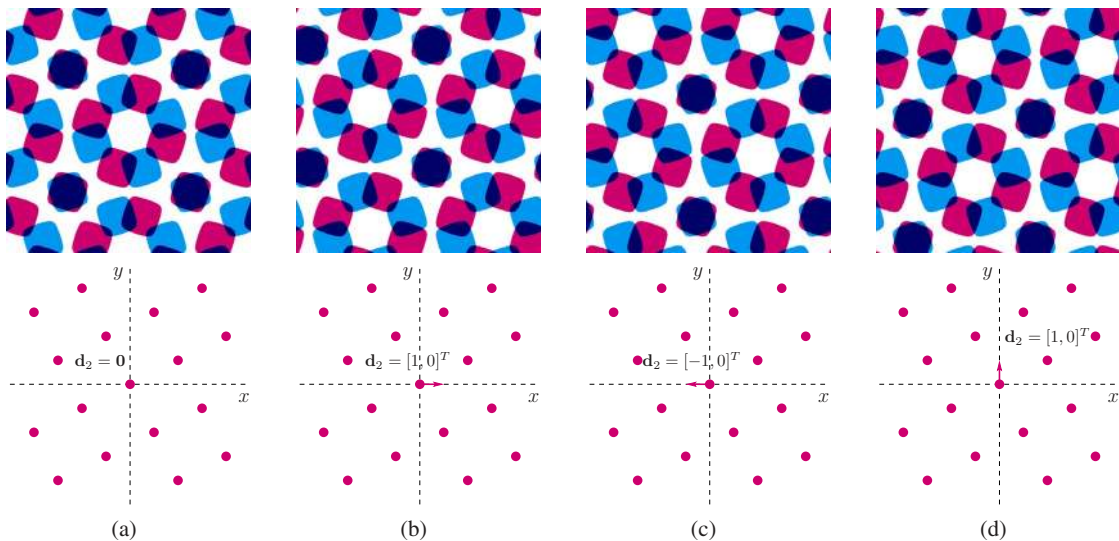 y
d₂ = 0
x
(a)
y
d₂ = [1, 0]ᵀ
x
(b)
y
d₂ = [−1, 0]ᵀ
x
(c)
y
d₂ = [1, 0]ᵀ
x
(d)